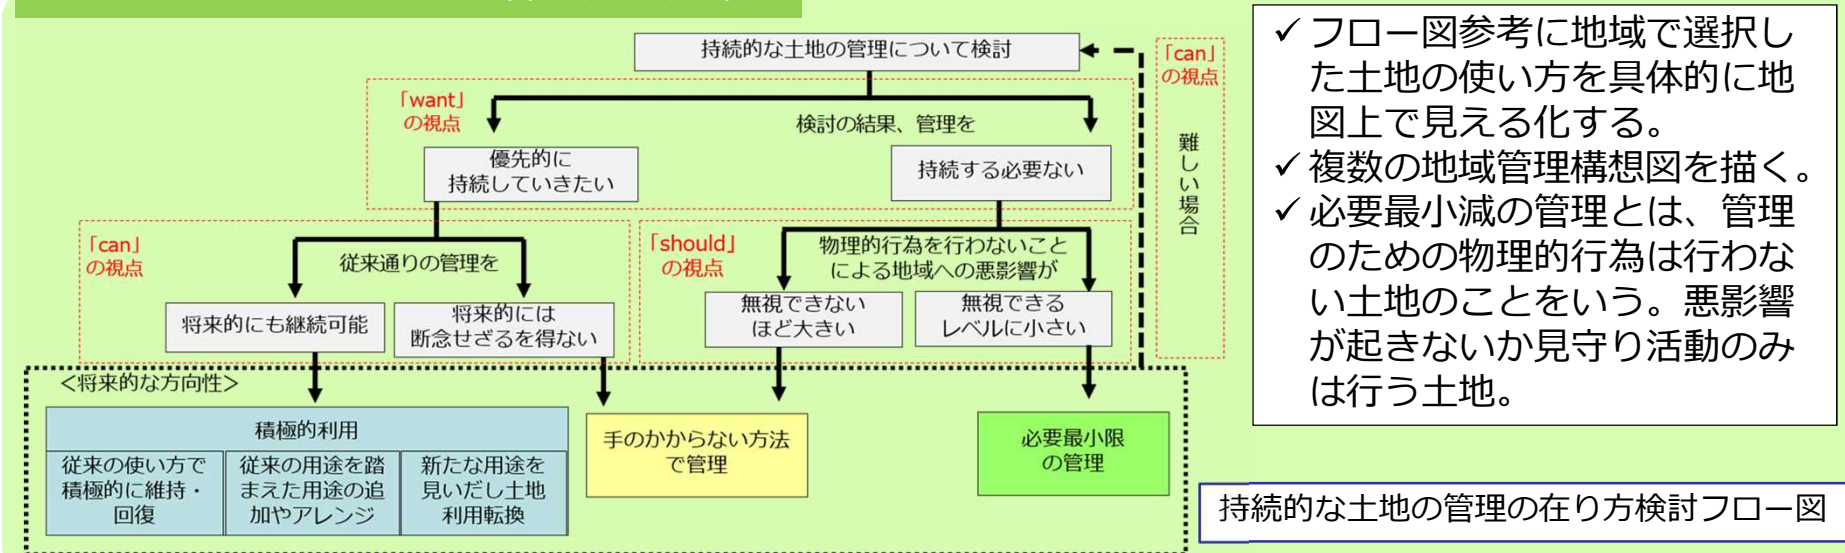 持続的な土地の管理について検討
「can」
の視点
難しい場合
「want」
の視点
検討の結果、管理を
優先的に
持続していきたい
持続する必要ない
「can」
の視点
従来通りの管理を
「should」
の視点
物理的行為を行わないこと
による地域への悪影響が
将来的にも継続可能
将来的には
断念せざるを得ない
無視できない
ほど大きい
無視できる
レベルに小さい
<将来的な方向性>
積極的利用
従来の使い方で
積極的に維持・
回復
従来の用途を踏
まえた用途の追
加やアレンジ
新たな用途を
見いだし土地
利用転換
手のかからない方法
で管理
必要最小限
の管理
✓フロー図参考に地域で選択し
た土地の使い方を具体的に地
図上で見える化する。
✓複数の地域管理構想図を描く。
✓必要最小減の管理とは、管理
のための物理的行為は行わな
い土地のことをいう。悪影響
が起きないか見守り活動のみ
は行う土地。
持続的な土地の管理の在り方検討フロー図